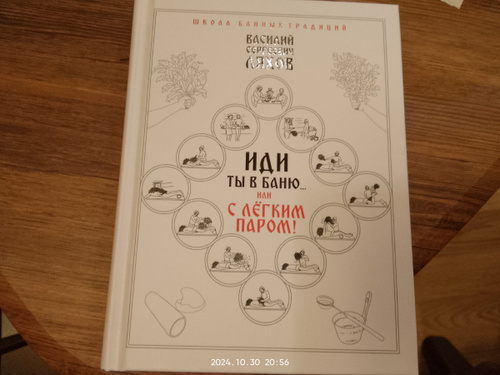 ШКОЛА БАННЫХ ТРАДИЦИЙ
ВАСИЛИЙ
СЕРГЕЕВИЧ
ЛЯХОВ
ИДИ
ТЫ В БАНЮ...
ИЛИ
С ЛЁГКИМ
ПАРОМ!
2024.10.30 20:56